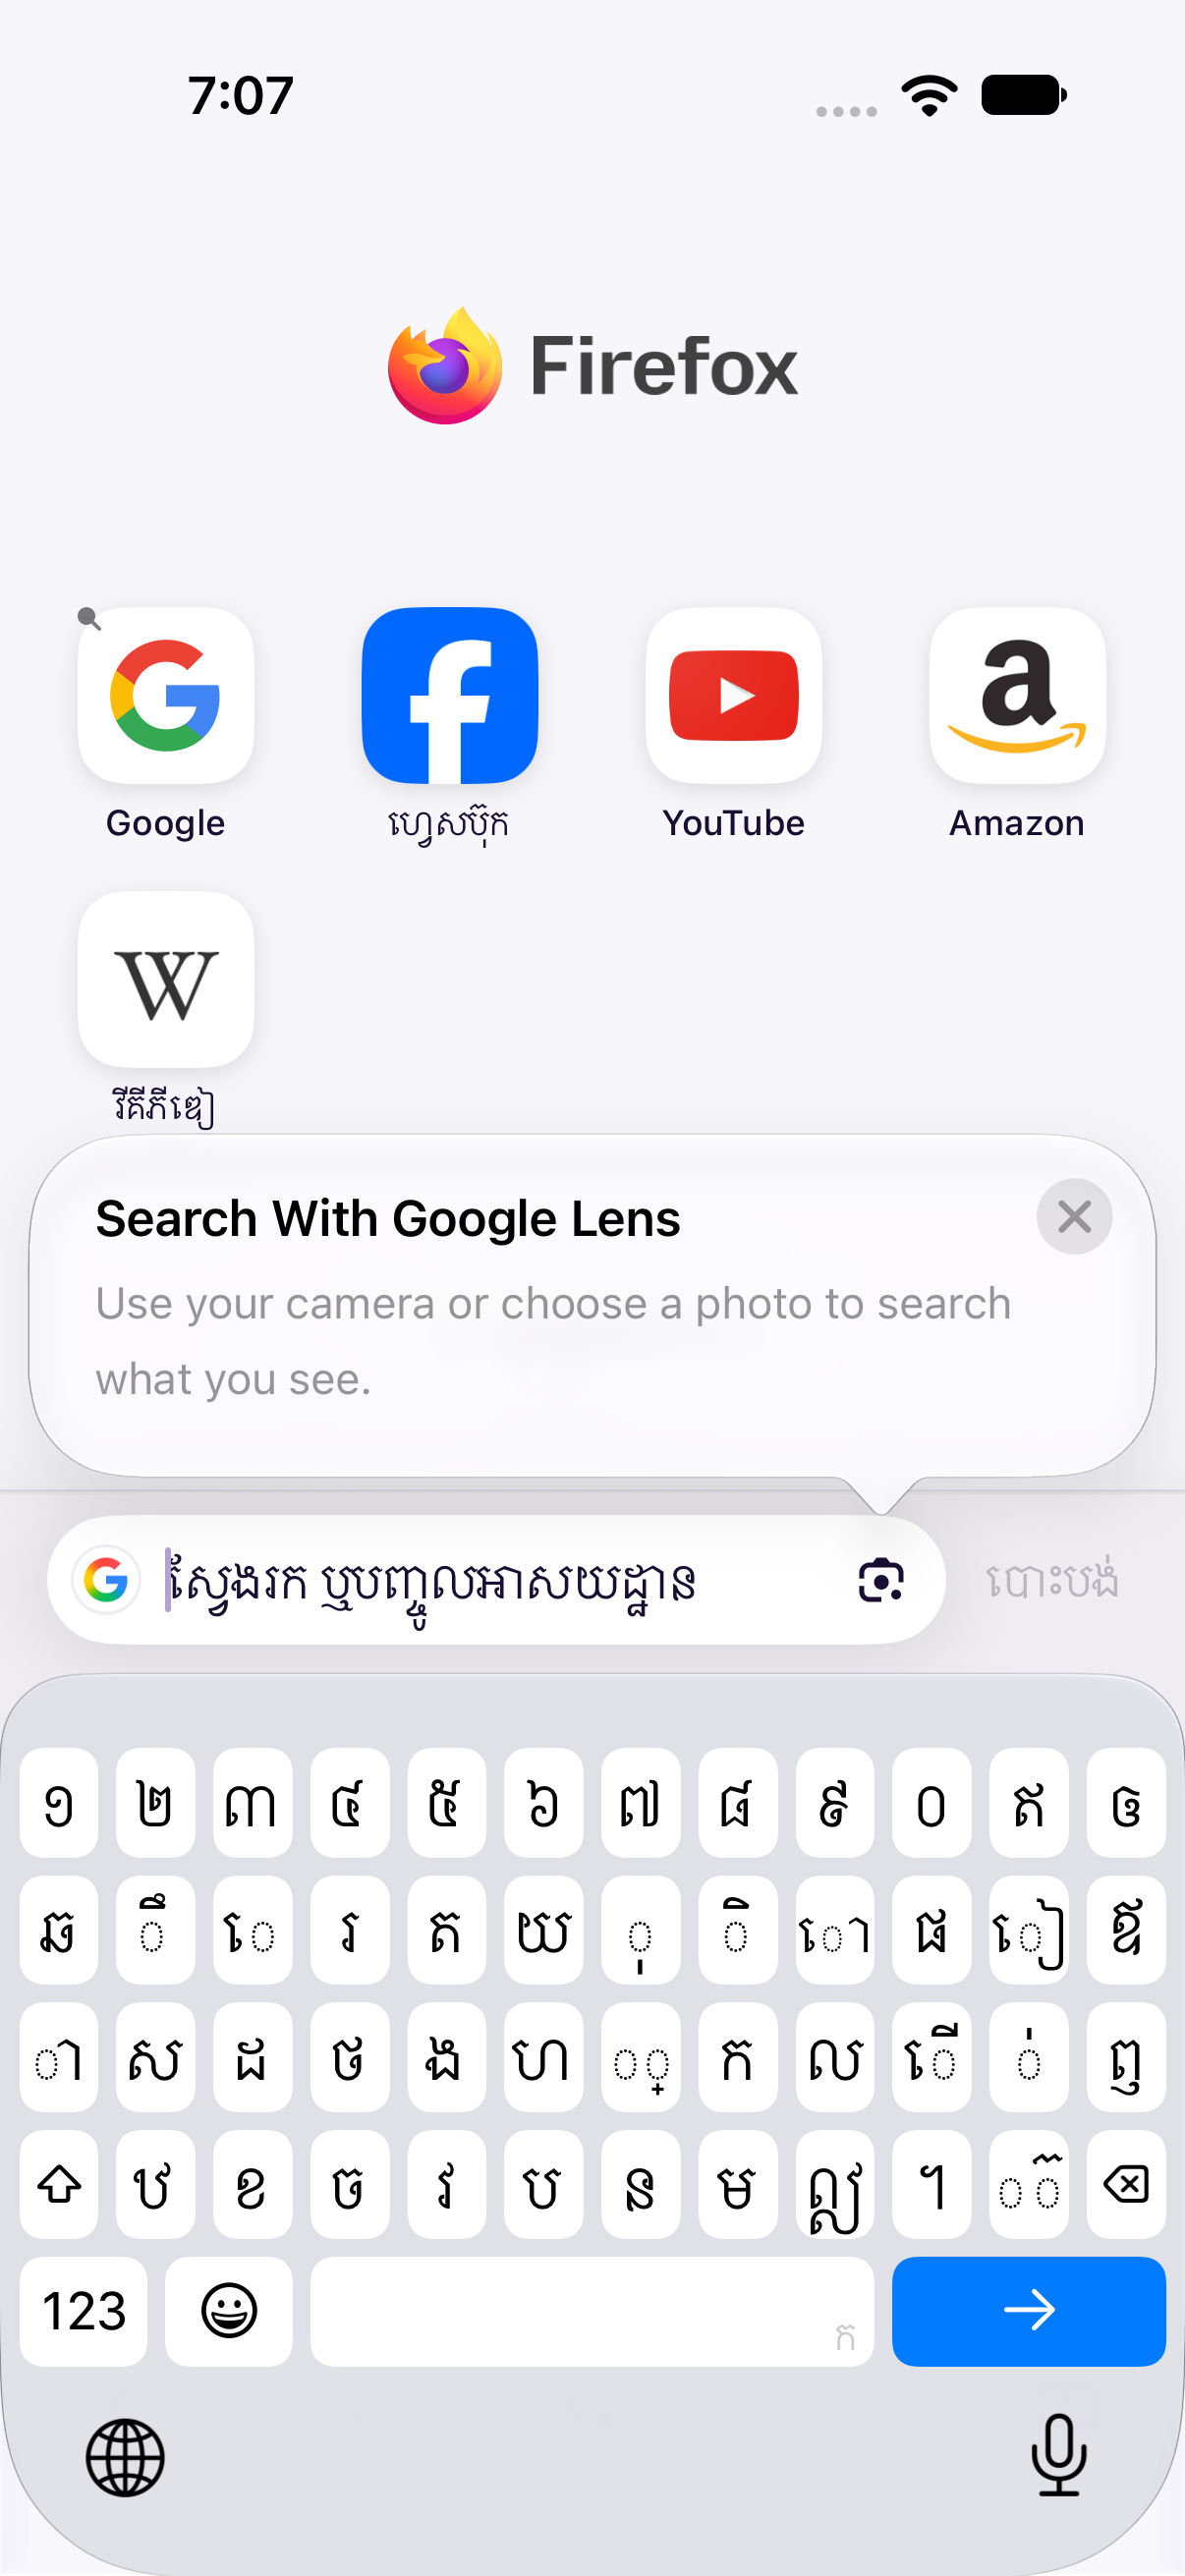 7:07
Firefox
Google
ហ្វេសប៊ុក
YouTube
Amazon
វីគីភីឌៀ
Search With Google Lens
Use your camera or choose a photo to search
what you see.
ស្វែងរក ឬបញ្ចូលអាសយដ្ឋាន
បោះបង់
១ ២ ៣ ៤ ៥ ៦ ៧ ៨ ៩ ០ ឥ ឲ
ឆ ឹ េ រ ត យ ុ ិ ោ ផ ៀ ឪ
ា ស ដ ថ ង ហ ្ ក ល ើ ់ ឮ
ឋ ខ ច វ ប ន ម ឰ ។ ៊
123
ក